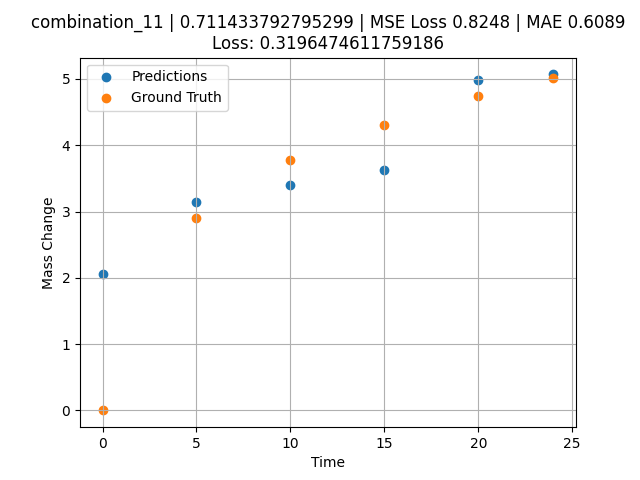 combination_11 | 0.711433792795299 | MSE Loss 0.8248 | MAE 0.6089
Loss: 0.3196474611759186
Predictions
Ground Truth
5
4
3
2
1
0
Mass Change
0 5 10 15 20 25
Time